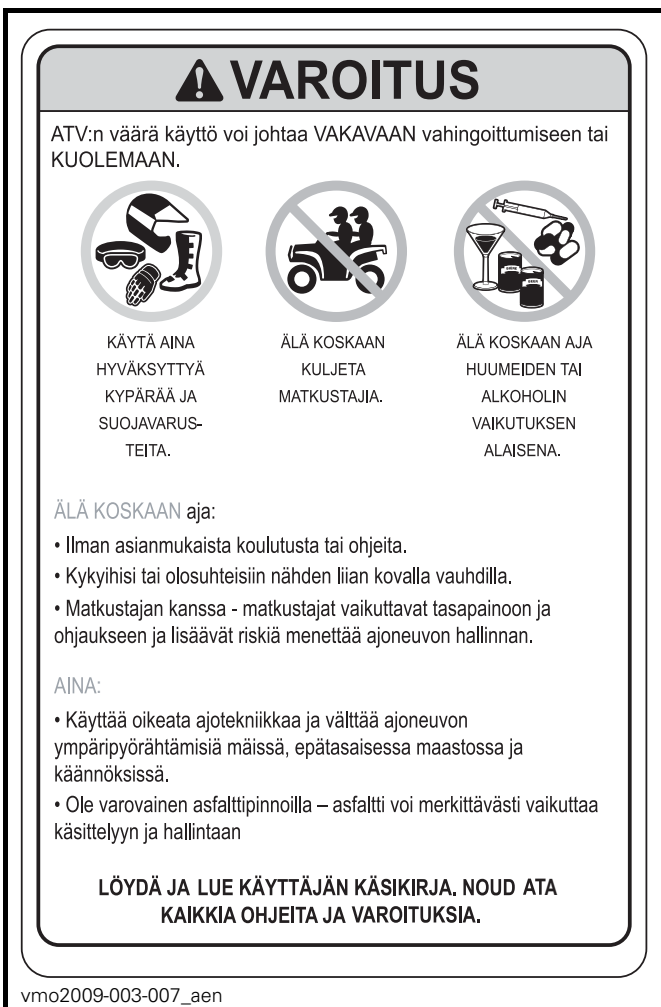 VAROITUS
ATV:n väärä käyttö voi johtaa VAKAVAAN vahingoittumiseen tai
KUOLEMAAN.
KÄYTÄ AINA
HYVÄKSYTTYÄ
KYPÄRÄÄ JA
SUOJAVARUS-
TEITA.
ÄLÄ KOSKAAN
KULJETA
MATKUSTAJIA.
ÄLÄ KOSKAAN AJA
HUUMEIDEN TAI
ALKOHOLIN
VAIKUTUKSEN
ALAISENA.
ÄLÄ KOSKAAN aja:
• Ilman asianmukaista koulutusta tai ohjeita.
• Kykyihisi tai olosuhteisiin nähden liian kovalla vauhdilla.
• Matkustajan kanssa - matkustajat vaikuttavat tasapainoon ja
ohjaukseen ja lisäävät riskiä menettää ajoneuvon hallinnan.
AINA:
• Käyttää oikeata ajotekniikkaa ja välttää ajoneuvon
ympäripyörähtämisiä mäissä, epätasaisessa maastossa ja
käännöksissä.
• Ole varovainen asfalttipinnoilla – asfaltti voi merkittävästi vaikuttaa
käsittelyyn ja hallintaan
LÖYDÄ JA LUE KÄYTTÄJÄN KÄSIKIRJA. NOUD ATA
KAIKKIA OHJEITA JA VAROITUKSIA.
vmo2009-003-007_aen